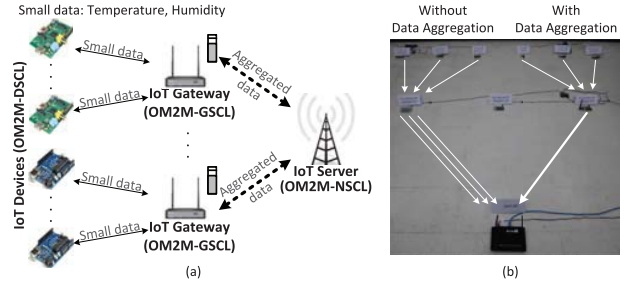 Small data: Temperature, Humidity
IoT Devices (OM2M-DSCL)
Small data
Small data
Small data
Small data
IoT Gateway
(OM2M-GSCL)
IoT Gateway
(OM2M-GSCL)
Aggregated
data
Aggregated
data
IoT Server
(OM2M-NSCL)
(a)
Without
Data Aggregation
With
Data Aggregation
(b)